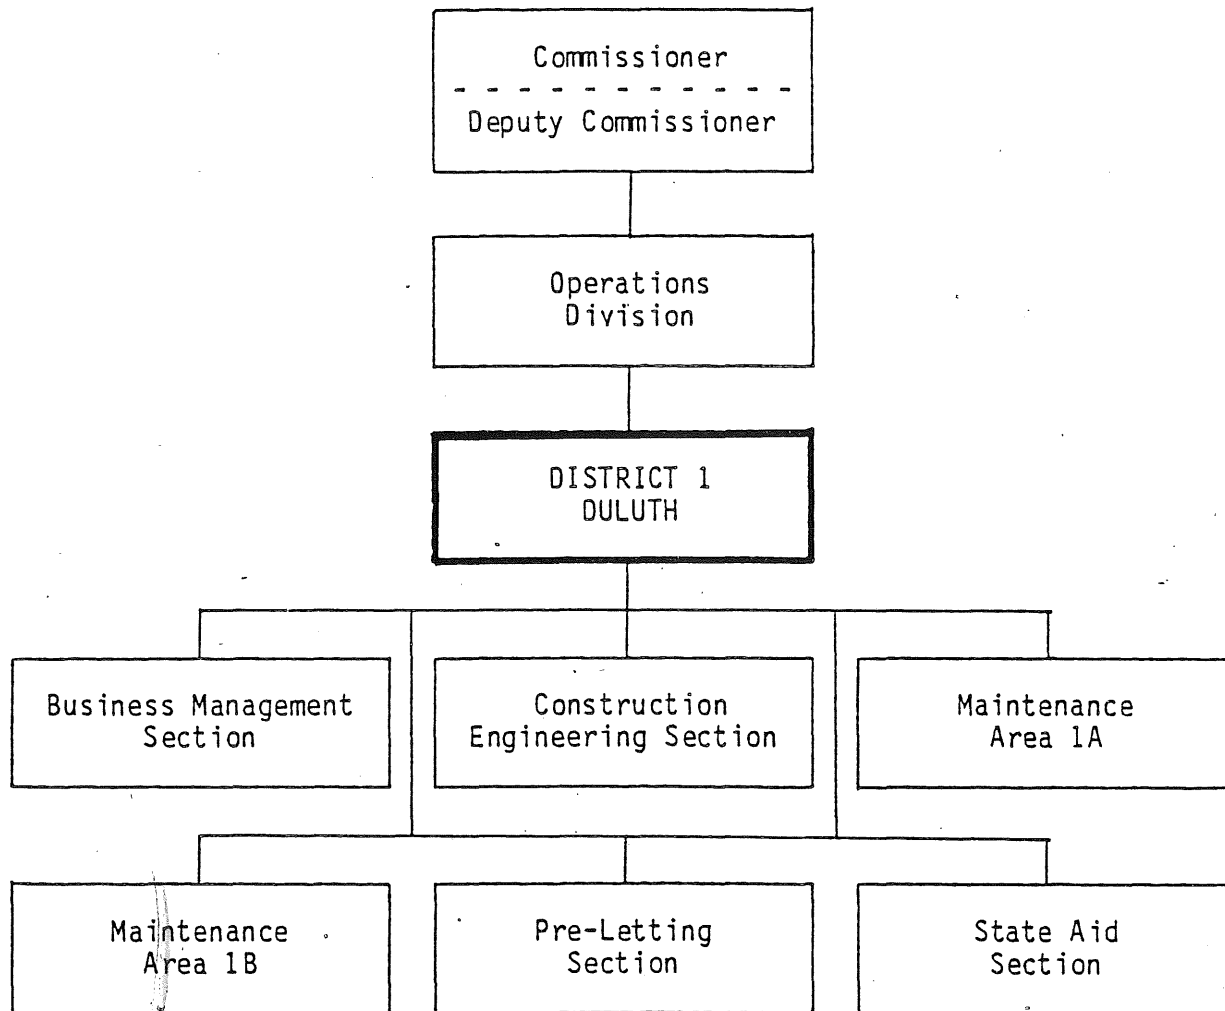 Commissioner
Deputy Commissioner
Operations
Division
DISTRICT 1
DULUTH
Business Management
Section
Construction
Engineering Section
Maintenance
Area 1A
Maintenance
Area 1B
Pre-Letting
Section
State Aid
Section